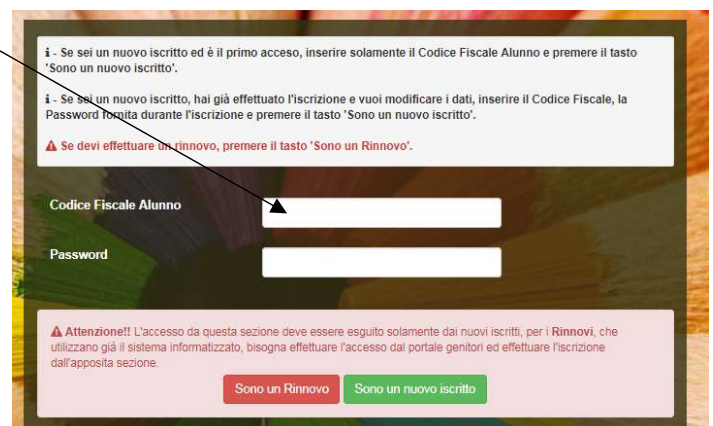 i - Se sei un nuovo iscritto ed è il primo accesso, inserire solamente il Codice Fiscale Alunno e premere il tasto
'Sono un nuovo iscritto'.
i - Se sei un nuovo iscritto, hai già effettuato l'iscrizione e vuoi modificare i dati, inserire il Codice Fiscale, la
Password fornita durante l'iscrizione e premere il tasto 'Sono un nuovo iscritto'.
Se devi effettuare un rinnovo, premere il tasto 'Sono un Rinnovo'.
Codice Fiscale Alunno
Password
Attenzione!! L'accesso da questa sezione deve essere esguito solamente dai nuovi iscritti, per i Rinnovi, che
utilizzano già il sistema informatizzato, bisogna effettuare l'accesso dal portale genitori ed effettuare l'iscrizione
dall'apposita sezione.
Sono un Rinnovo Sono un nuovo iscritto